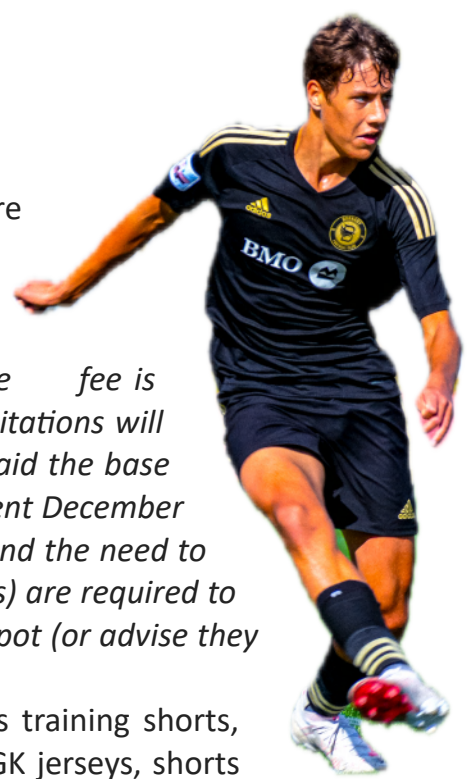 re
e fee is
itations will
aid the base
ent December
nd the need to
s) are required to
pot (or advise they
s training shorts,
GK jerseys, shorts
adidas
BMO